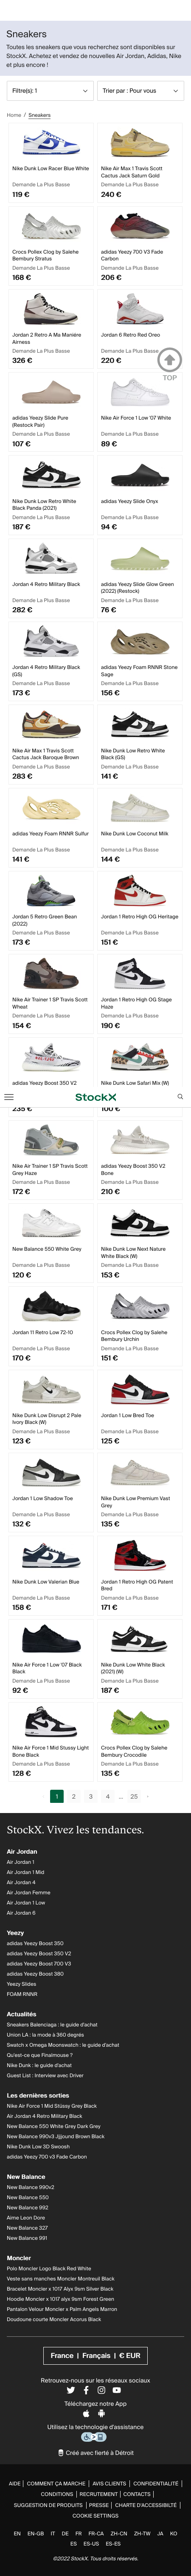 Sneakers
Toutes les sneakers que vous recherchez sont disponibles sur
StockX. Achetez et vendez de nouvelles Air Jordan, Adidas, Nike
et plus encore !
Filtre(s): 1
Trier par : Pour vous
Home / Sneakers
Nike Dunk Low Racer Blue White
Demande La Plus Basse
119 €
Nike Air Max 1 Travis Scott
Cactus Jack Saturn Gold
Demande La Plus Basse
240 €
Crocs Pollex Clog by Salehe
Bembury Stratus
Demande La Plus Basse
168 €
adidas Yeezy 700 V3 Fade
Carbon
Demande La Plus Basse
206 €
Jordan 2 Retro A Ma Maniére
Airness
Demande La Plus Basse
326 €
Jordan 6 Retro Red Oreo
Demande La Plus Basse
220 €
TOP
adidas Yeezy Slide Pure
(Restock Pair)
Demande La Plus Basse
107 €
Nike Air Force 1 Low '07 White
Demande La Plus Basse
89 €
Nike Dunk Low Retro White
Black Panda (2021)
Demande La Plus Basse
187 €
adidas Yeezy Slide Onyx
Demande La Plus Basse
94 €
Jordan 4 Retro Military Black
Demande La Plus Basse
282 €
adidas Yeezy Slide Glow Green
(2022) (Restock)
Demande La Plus Basse
76 €
Jordan 4 Retro Military Black
(GS)
Demande La Plus Basse
173 €
adidas Yeezy Foam RNNR Stone
Sage
Demande La Plus Basse
156 €
Nike Air Max 1 Travis Scott
Cactus Jack Baroque Brown
Demande La Plus Basse
283 €
Nike Dunk Low Retro White
Black (GS)
Demande La Plus Basse
141 €
adidas Yeezy Foam RNNR Sulfur
Demande La Plus Basse
141 €
Nike Dunk Low Coconut Milk
Demande La Plus Basse
144 €
Jordan 5 Retro Green Bean
(2022)
Demande La Plus Basse
173 €
Jordan 1 Retro High OG Heritage
Demande La Plus Basse
151 €
Nike Air Trainer 1 SP Travis Scott
Wheat
Demande La Plus Basse
154 €
Jordan 1 Retro High OG Stage
Haze
Demande La Plus Basse
190 €
adidas Yeezy Boost 350 V2
Nike Dunk Low Safari Mix (W)
StockX
235 €
100 €
Nike Air Trainer 1 SP Travis Scott
Grey Haze
Demande La Plus Basse
172 €
adidas Yeezy Boost 350 V2
Bone
Demande La Plus Basse
210 €
New Balance 550 White Grey
Demande La Plus Basse
120 €
Nike Dunk Low Next Nature
White Black (W)
Demande La Plus Basse
153 €
Jordan 11 Retro Low 72-10
Demande La Plus Basse
170 €
Crocs Pollex Clog by Salehe
Bembury Urchin
Demande La Plus Basse
151 €
Nike Dunk Low Disrupt 2 Pale
Ivory Black (W)
Demande La Plus Basse
123 €
Jordan 1 Low Bred Toe
Demande La Plus Basse
125 €
Jordan 1 Low Shadow Toe
Demande La Plus Basse
132 €
Nike Dunk Low Premium Vast
Grey
Demande La Plus Basse
135 €
Nike Dunk Low Valerian Blue
Demande La Plus Basse
158 €
Jordan 1 Retro High OG Patent
Bred
Demande La Plus Basse
171 €
Nike Air Force 1 Low '07 Black
Black
Demande La Plus Basse
92 €
Nike Dunk Low White Black
(2021) (W)
Demande La Plus Basse
187 €
Nike Air Force 1 Mid Stussy Light
Bone Black
Demande La Plus Basse
128 €
Crocs Pollex Clog by Salehe
Bembury Crocodile
Demande La Plus Basse
135 €
1 2 3 4 ... 25
StockX. Vivez les tendances.
Air Jordan
Air Jordan 1
Air Jordan 1 Mid
Air Jordan 4
Air Jordan Femme
Air Jordan 1 Low
Air Jordan 6
Yeezy
adidas Yeezy Boost 350
adidas Yeezy Boost 350 V2
adidas Yeezy Boost 700 V3
adidas Yeezy Boost 380
Yeezy Slides
FOAM RNNR
Actualités
Sneakers Balenciaga : le guide d'achat
Union LA : la mode à 360 degrés
Swatch x Omega Moonswatch : le guide d'achat
Qu'est-ce que Finalmouse ?
Nike Dunk : le guide d'achat
Guest List : Interview avec Driver
Les dernières sorties
Nike Air Force 1 Mid Stüssy Grey Black
Air Jordan 4 Retro Military Black
New Balance 550 White Grey Dark Grey
New Balance 990v3 Jjjjound Brown Black
Nike Dunk Low 3D Swoosh
adidas Yeezy 700 v3 Fade Carbon
New Balance
New Balance 990v2
New Balance 550
New Balance 992
Aime Leon Dore
New Balance 327
New Balance 991
Moncler
Polo Moncler Logo Black Red White
Veste sans manches Moncler Montreuil Black
Bracelet Moncler x 1017 Alyx 9sm Silver Black
Hoodie Moncler x 1017 alyx 9sm Forest Green
Pantalon Velour Moncler x Palm Angels Marron
Doudoune courte Moncler Acorus Black
France | Français | € EUR
Retrouvez-nous sur les réseaux sociaux
Téléchargez notre App
Utilisez la technologie d'assistance
Créé avec fierté à Détroit
AIDE | COMMENT ÇA MARCHE | AVIS CLIENTS | CONFIDENTIALITÉ |
CONDITIONS | RECRUTEMENT | CONTACTS |
SUGGESTION DE PRODUITS | PRESSE | CHARTE D'ACCESSIBILITÉ |
COOKIE SETTINGS
EN EN-GB IT DE FR FR-CA ZH-CN ZH-TW JA KO
ES ES-US ES-ES
©2022 StockX. Tous droits réservés.